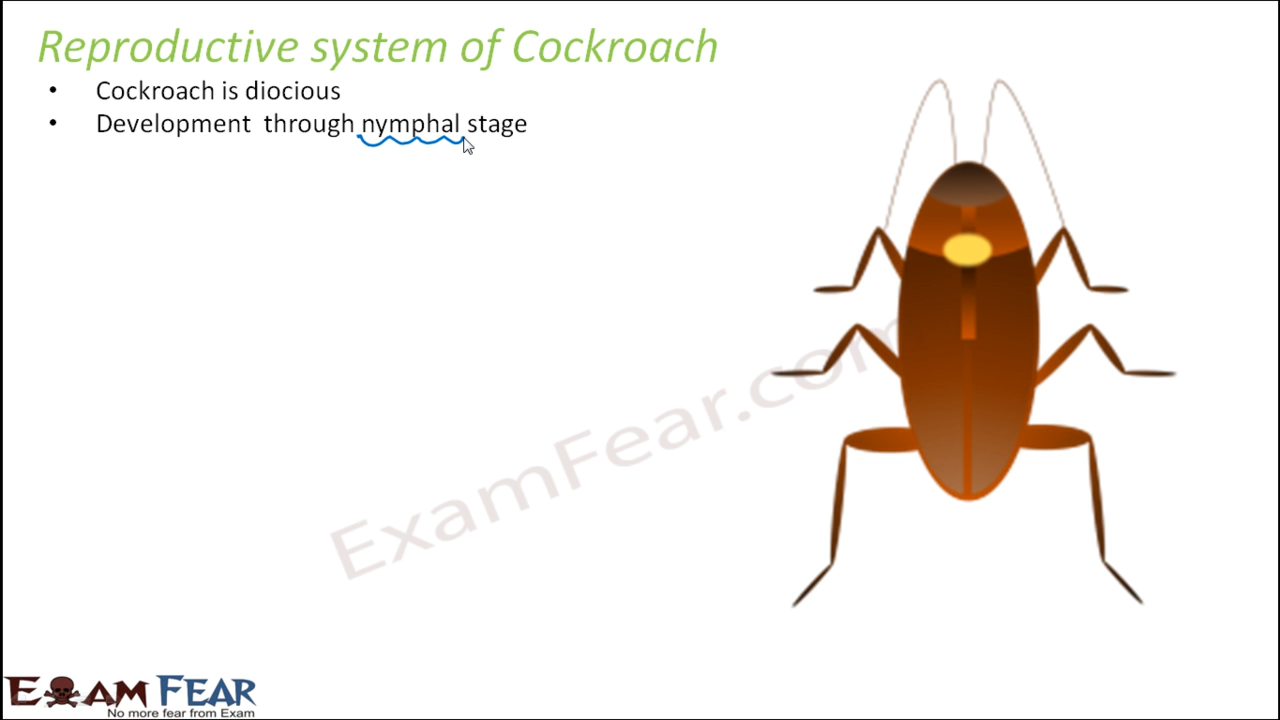 Reproductive system of Cockroach
• Cockroach is diocious
• Development through nymphal stage
ExamFear.com
EXAM FEAR
No more fear from Exam